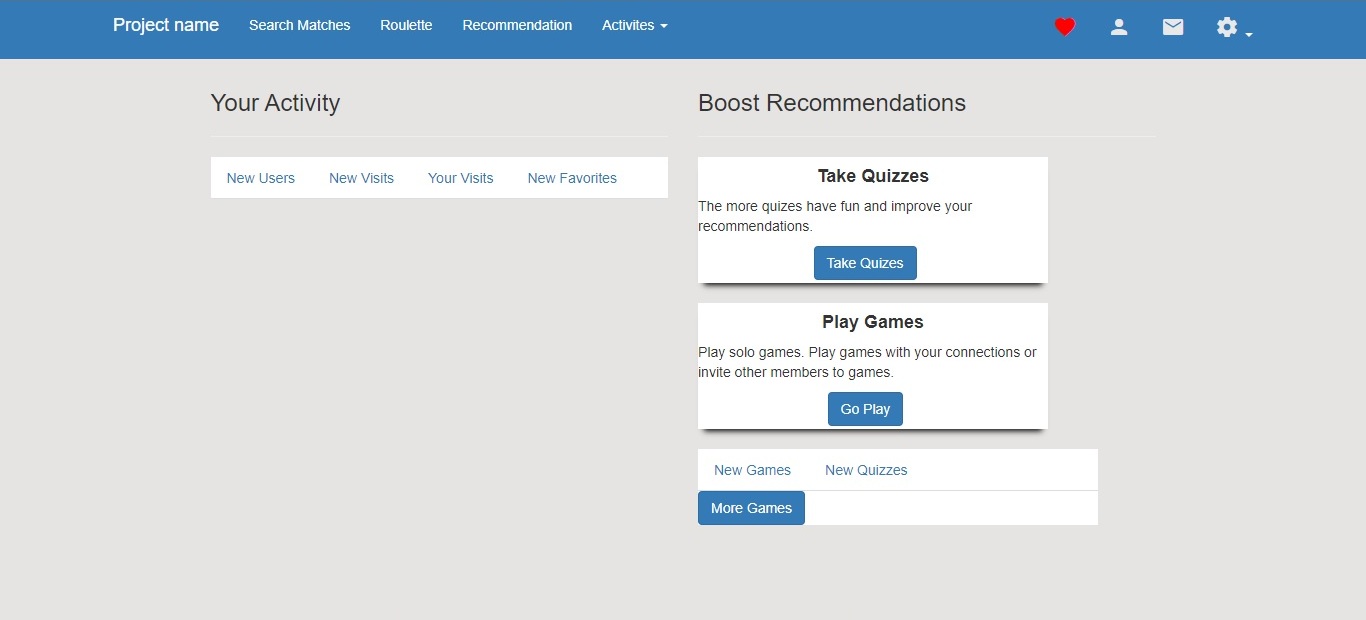 Project name Search Matches Roulette Recommendation Activites
Your Activity
New Users New Visits Your Visits New Favorites
Boost Recommendations
Take Quizzes
The more quizes have fun and improve your
recommendations.
Take Quizes
Play Games
Play solo games. Play games with your connections or
invite other members to games.
Go Play
New Games New Quizzes
More Games